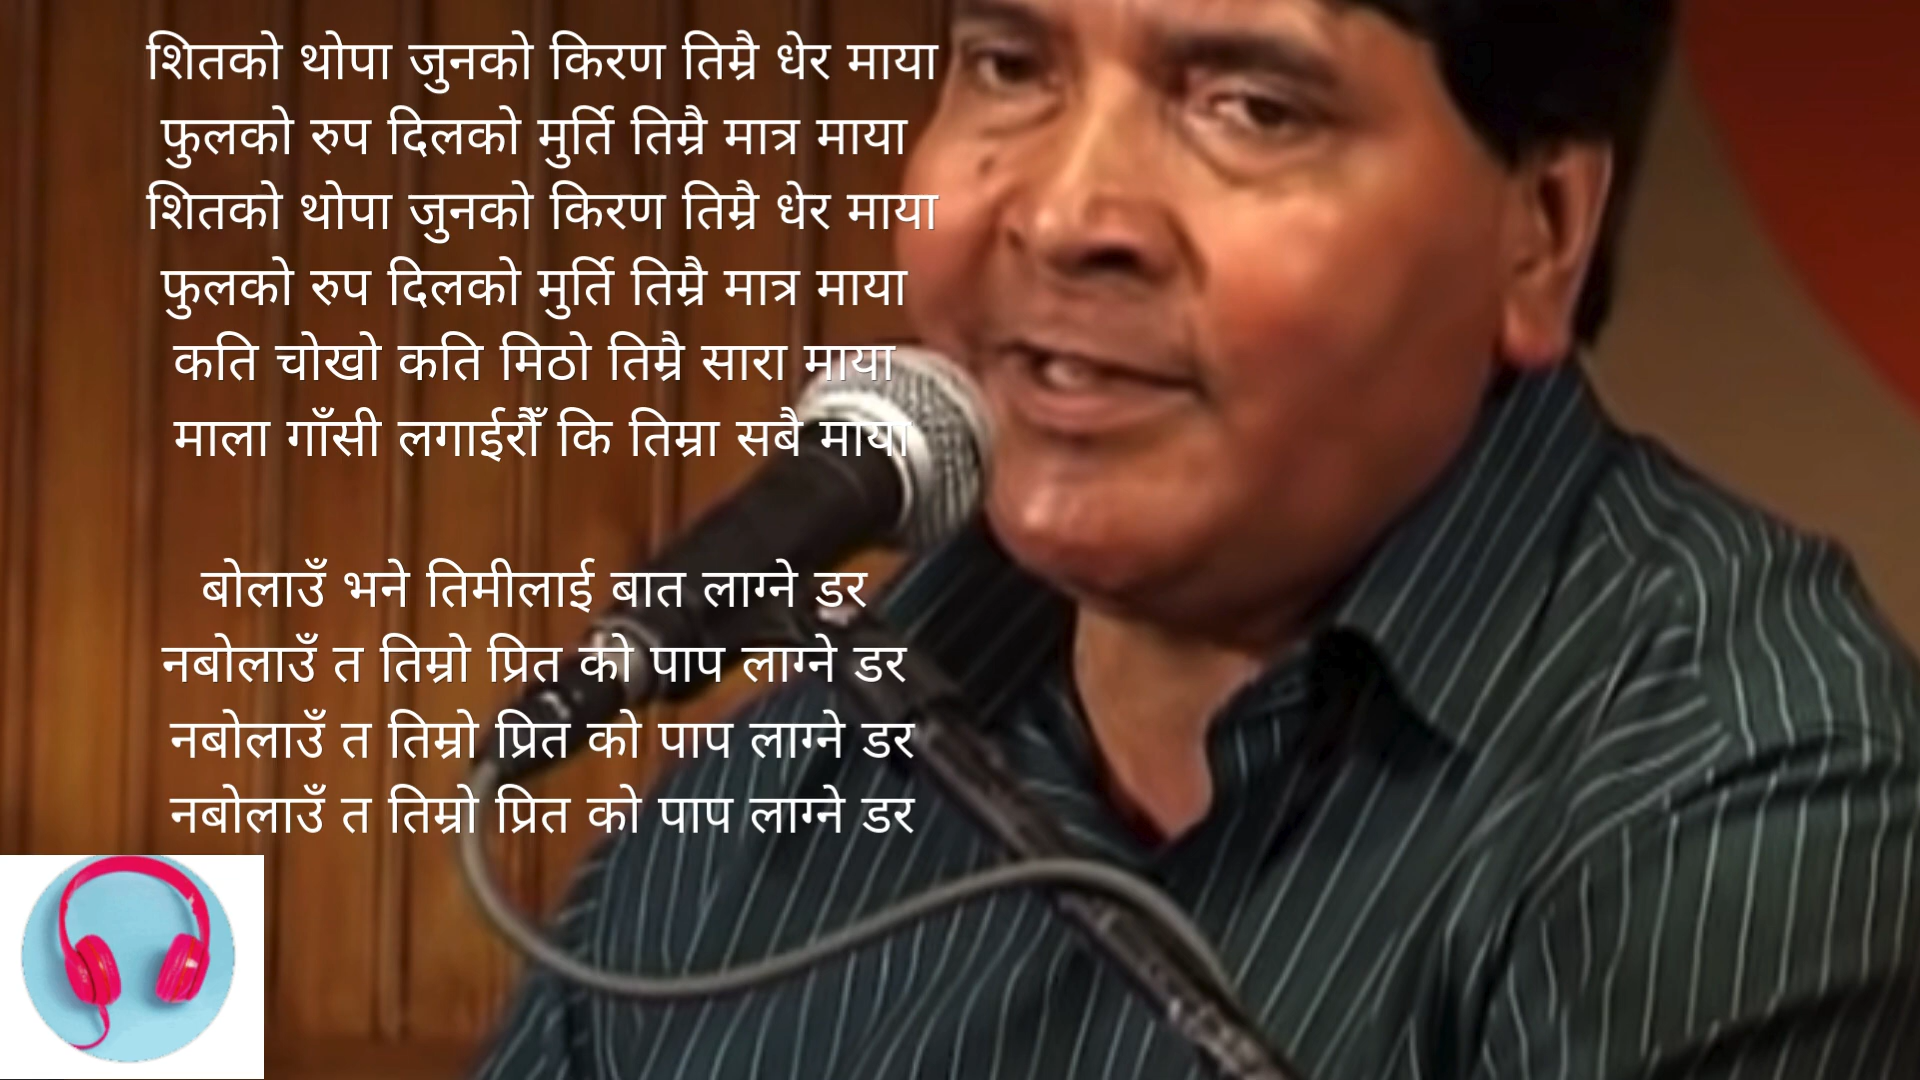 शितको थोपा जुनको किरण तिम्रै धेर माया
फुलको रुप दिलको मुर्ति तिम्रै मात्र माया
शितको थोपा जुनको किरण तिम्रै धेर माया
फुलको रुप दिलको मुर्ति तिम्रै मात्र माया
कति चोखो कति मिठो तिम्रै सारा माया
माला गाँसी लगाईरौँ कि तिम्रा सबै माया
बोलाउँ भने तिमीलाई बात लाग्ने डर
नबोलाउँ त तिम्रो प्रित को पाप लाग्ने डर
नबोलाउँ त तिम्रो प्रित को पाप लाग्ने डर
नबोलाउँ त तिम्रो प्रित को पाप लाग्ने डर